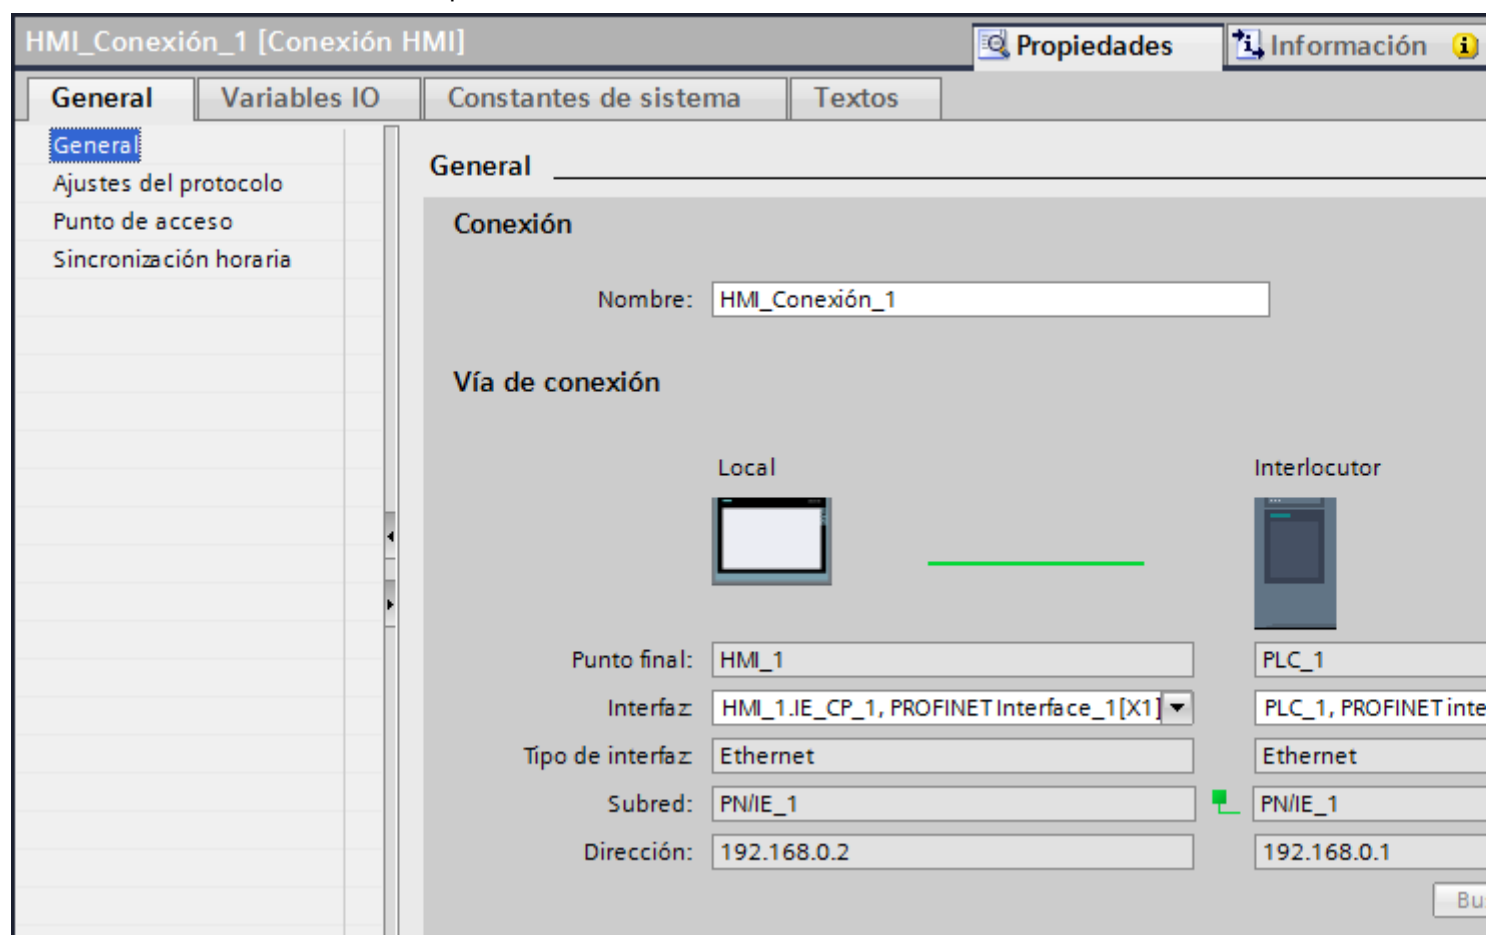 HMI_Conexión_1 [Conexión HMI]
Propiedades
Información
General
Variables IO
Constantes de sistema
Textos
General
Ajustes del protocolo
Punto de acceso
Sincronización horaria
General
Conexión
Nombre: HMI_Conexión_1
Vía de conexión
Local
Interlocutor
Punto final: HMI_1 PLC_1
Interfaz HMI_1.IE_CP_1, PROFINET Interface_1[X1] PLC_1, PROFINET inte
Tipo de interfaz Ethernet Ethernet
Subred: PN/IE_1 PN/IE_1
Dirección: 192.168.0.2 192.168.0.1